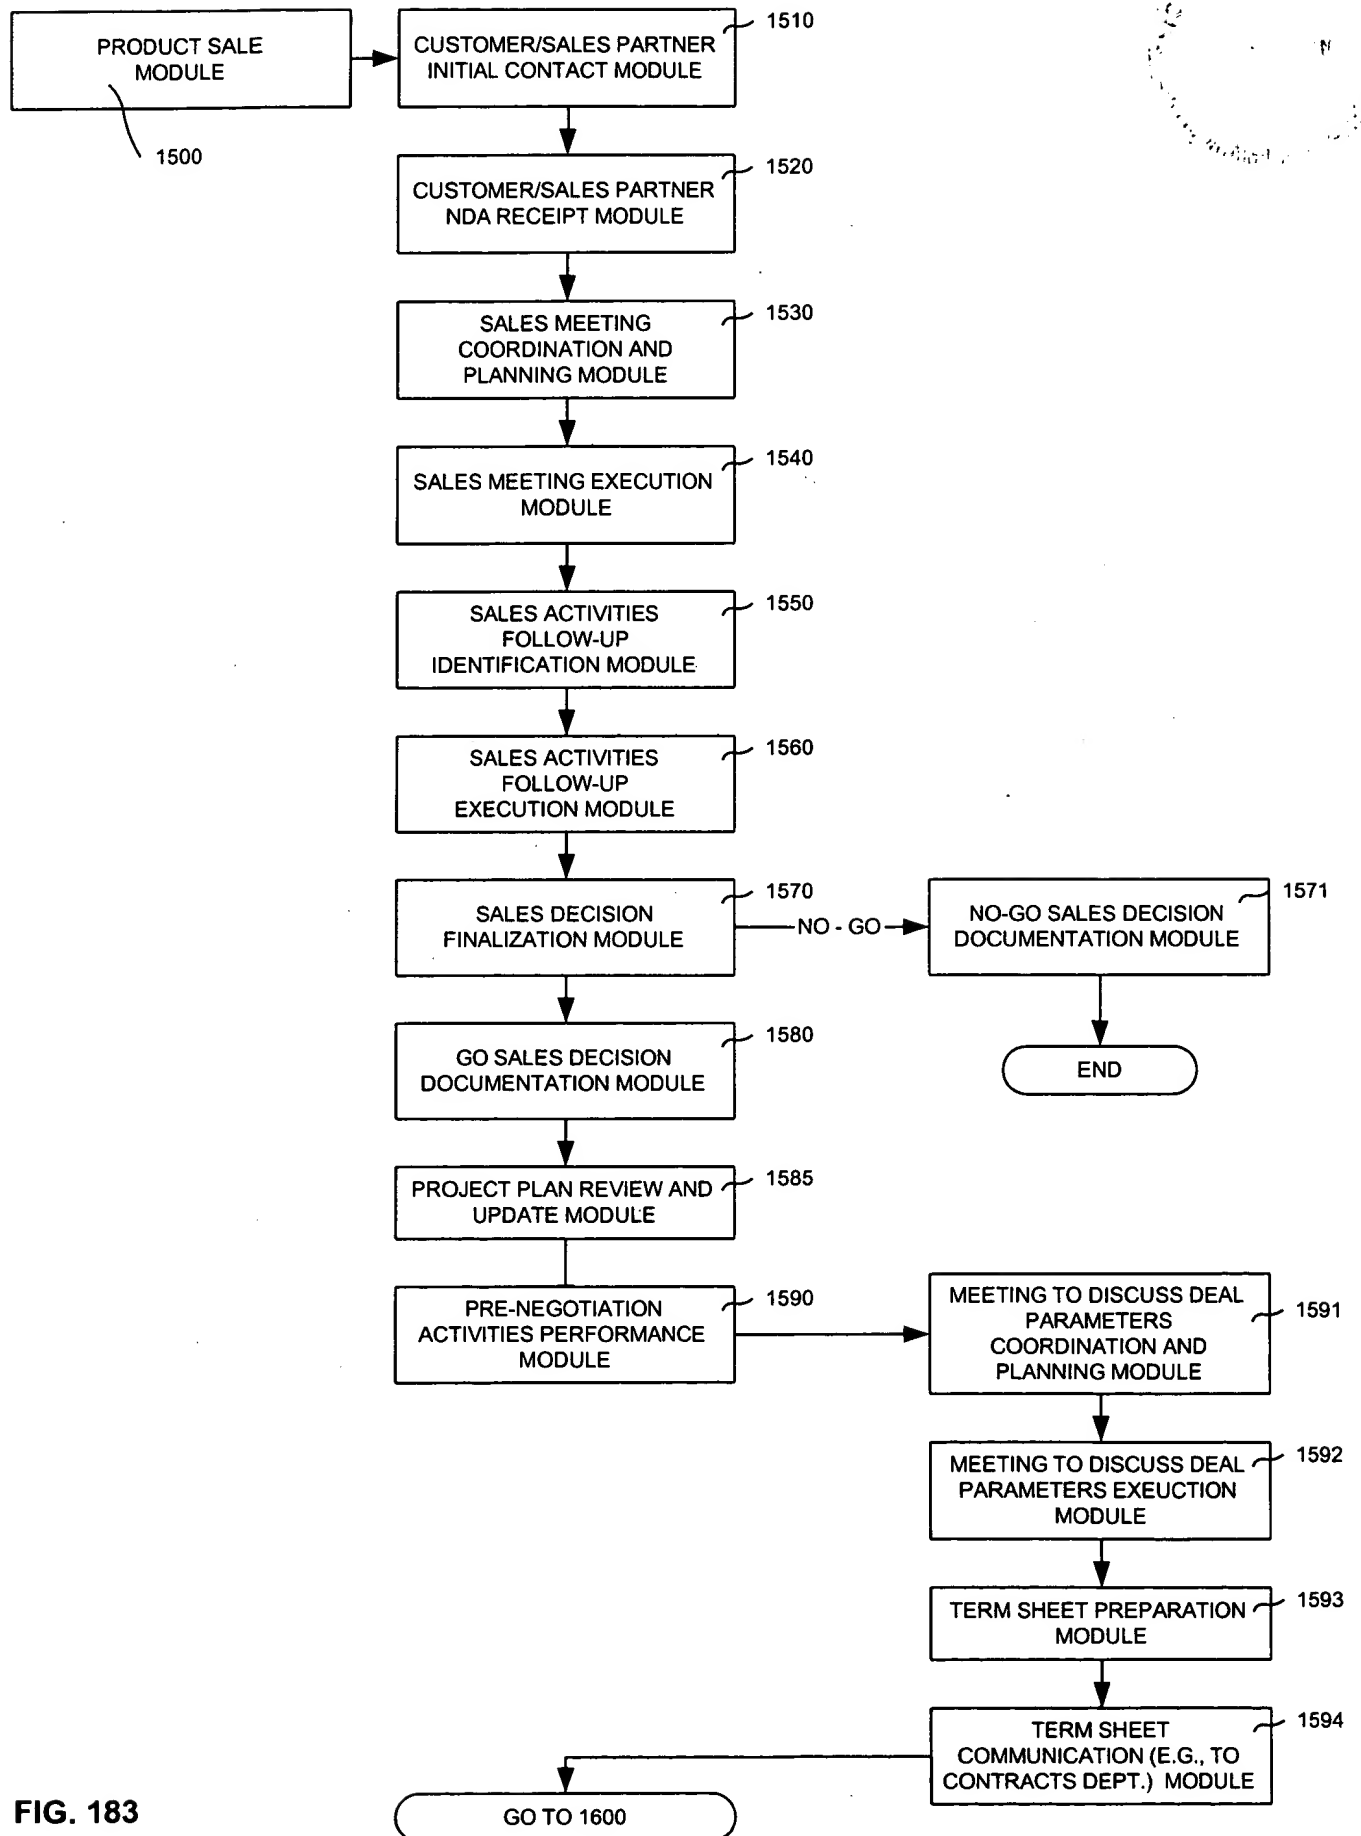 PRODUCT SALE
MODULE
1500
CUSTOMER/SALES PARTNER
INITIAL CONTACT MODULE
1510
CUSTOMER/SALES PARTNER
NDA RECEIPT MODULE
1520
SALES MEETING
COORDINATION AND
PLANNING MODULE
1530
SALES MEETING EXECUTION
MODULE
1540
SALES ACTIVITIES
FOLLOW-UP
IDENTIFICATION MODULE
1550
SALES ACTIVITIES
FOLLOW-UP
EXECUTION MODULE
1560
SALES DECISION
FINALIZATION MODULE
1570
NO - GO
NO-GO SALES DECISION
DOCUMENTATION MODULE
1571
END
GO SALES DECISION
DOCUMENTATION MODULE
1580
PROJECT PLAN REVIEW AND
UPDATE MODULE
1585
PRE-NEGOTIATION
ACTIVITIES PERFORMANCE
MODULE
1590
MEETING TO DISCUSS DEAL
PARAMETERS
COORDINATION AND
PLANNING MODULE
1591
MEETING TO DISCUSS DEAL
PARAMETERS EXEUCTION
MODULE
1592
TERM SHEET PREPARATION
MODULE
1593
TERM SHEET
COMMUNICATION (E.G., TO
CONTRACTS DEPT.) MODULE
1594
GO TO 1600
FIG. 183